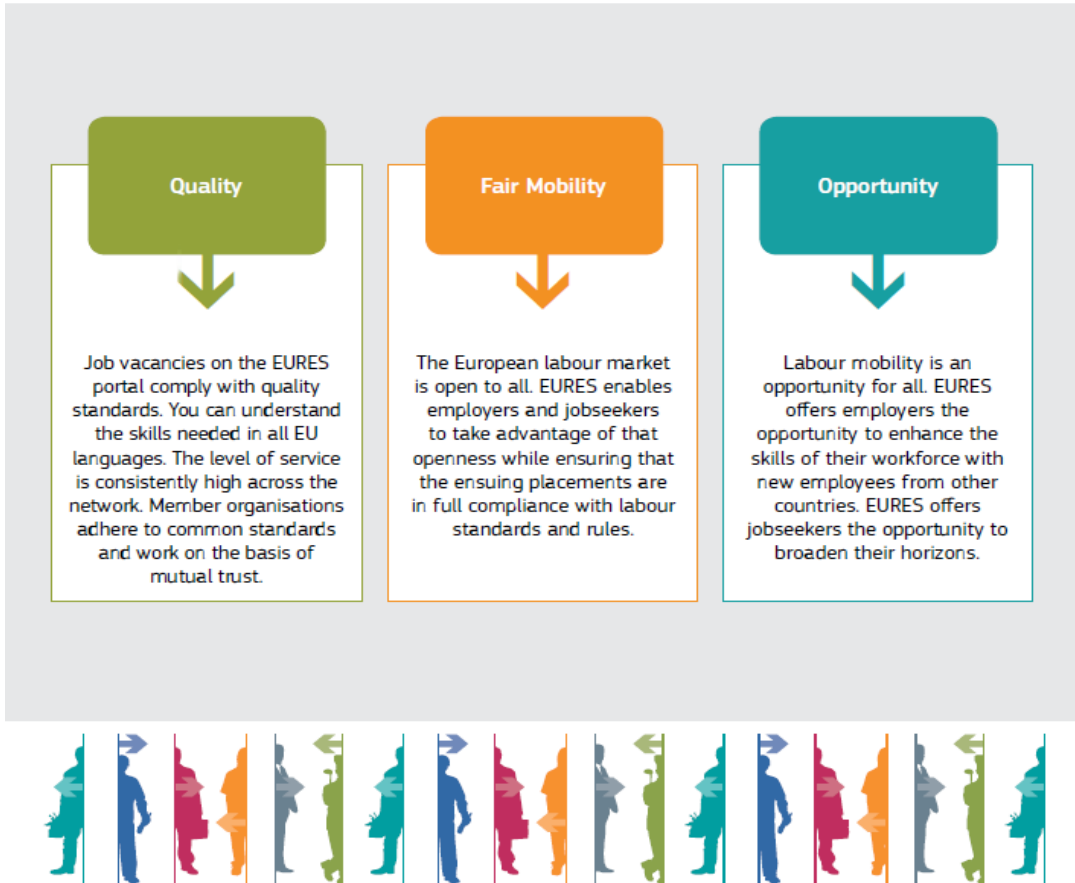 Quality
Job vacancies on the EURES
portal comply with quality
standards. You can understand
the skills needed in all EU
languages. The level of service
is consistently high across the
network. Member organisations
adhere to common standards
and work on the basis of
mutual trust.
Fair Mobility
The European labour market
is open to all. EURES enables
employers and jobseekers
to take advantage of that
openness while ensuring that
the ensuing placements are
in full compliance with labour
standards and rules.
Opportunity
Labour mobility is an
opportunity for all. EURES
offers employers the
opportunity to enhance the
skills of their workforce with
new employees from other
countries. EURES offers
jobseekers the opportunity to
broaden their horizons.